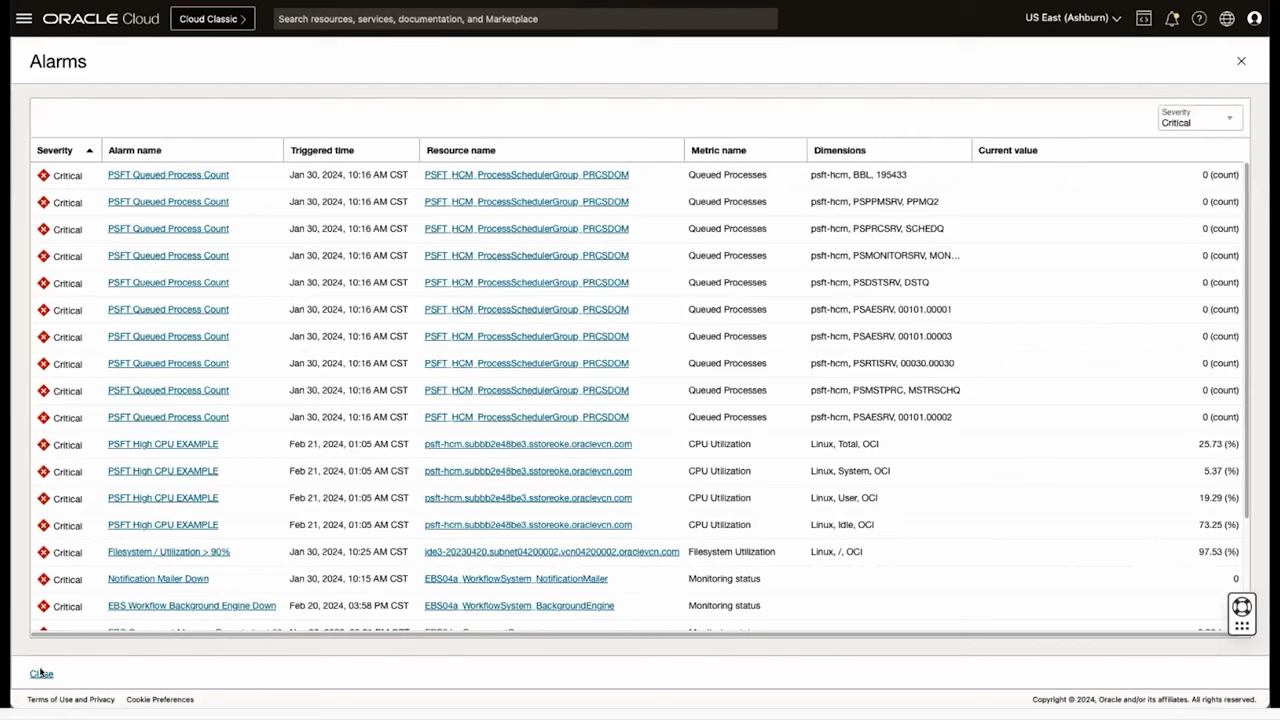 ORACLE Cloud Cloud Classic Search resources, services, documentation, and Marketplace US East (Ashburn)
Alarms
Severity
Critical
Severity Alarm name Triggered time Resource name Metric name Dimensions Current value
Critical PSFT Queued Process Count Jan 30, 2024, 10:16 AM CST PSFT_HCM_ProcessSchedulerGroup_PRCSDOM Queued Processes psft-hcm, BBL, 195433 0 (count)
Critical PSFT Queued Process Count Jan 30, 2024, 10:16 AM CST PSFT_HCM_ProcessSchedulerGroup_PRCSDOM Queued Processes psft-hcm, PSPPMSRV, PPMQ2 0 (count)
Critical PSFT Queued Process Count Jan 30, 2024, 10:16 AM CST PSFT_HCM_ProcessSchedulerGroup_PRCSDOM Queued Processes psft-hcm, PSPRCSRV, SCHEDQ 0 (count)
Critical PSFT Queued Process Count Jan 30, 2024, 10:16 AM CST PSFT_HCM_ProcessSchedulerGroup_PRCSDOM Queued Processes psft-hcm, PSMONITORSRV, MON... 0 (count)
Critical PSFT Queued Process Count Jan 30, 2024, 10:16 AM CST PSFT_HCM_ProcessSchedulerGroup_PRCSDOM Queued Processes psft-hcm, PSDSTSRV, DSTQ 0 (count)
Critical PSFT Queued Process Count Jan 30, 2024, 10:16 AM CST PSFT_HCM_ProcessSchedulerGroup_PRCSDOM Queued Processes psft-hcm, PSAESRV, 00101.00001 0 (count)
Critical PSFT Queued Process Count Jan 30, 2024, 10:16 AM CST PSFT_HCM_ProcessSchedulerGroup_PRCSDOM Queued Processes psft-hcm, PSAESRV, 00101.00003 0 (count)
Critical PSFT Queued Process Count Jan 30, 2024, 10:16 AM CST PSFT_HCM_ProcessSchedulerGroup_PRCSDOM Queued Processes psft-hcm, PSRTISRV, 00030.00030 0 (count)
Critical PSFT Queued Process Count Jan 30, 2024, 10:16 AM CST PSFT_HCM_ProcessSchedulerGroup_PRCSDOM Queued Processes psft-hcm, PSMSTPRC, MSTRSCHQ 0 (count)
Critical PSFT Queued Process Count Jan 30, 2024, 10:16 AM CST PSFT_HCM_ProcessSchedulerGroup_PRCSDOM Queued Processes psft-hcm, PSAESRV, 00101.00002 0 (count)
Critical PSFT High CPU EXAMPLE Feb 21, 2024, 01:05 AM CST psft-hcm.subbb2e48be3.sstoreoke.oraclevcn.com CPU Utilization Linux, Total, OCI 25.73 (%)
Critical PSFT High CPU EXAMPLE Feb 21, 2024, 01:05 AM CST psft-hcm.subbb2e48be3.sstoreoke.oraclevcn.com CPU Utilization Linux, System, OCI 5.37 (%)
Critical PSFT High CPU EXAMPLE Feb 21, 2024, 01:05 AM CST psft-hcm.subbb2e48be3.sstoreoke.oraclevcn.com CPU Utilization Linux, User, OCI 19.29 (%)
Critical PSFT High CPU EXAMPLE Feb 21, 2024, 01:05 AM CST psft-hcm.subbb2e48be3.sstoreoke.oraclevcn.com CPU Utilization Linux, Idle, OCI 73.25 (%)
Critical Filesystem / Utilization > 90% Jan 30, 2024, 10:25 AM CST ide3-20230420.subnet04200002.vcn04200002.oraclevcn.com Filesystem Utilization Linux, /, OCI 97.53 (%)
Critical Notification Mailer Down Jan 30, 2024, 10:15 AM CST EBS04a_WorkflowSystem_NotificationMailer Monitoring status 0
Critical EBS Workflow Background Engine Down Feb 20, 2024, 03:58 PM CST EBS04a_WorkflowSystem_BackgroundEngine Monitoring status
Close
Terms of Use and Privacy Cookie Preferences Copyright © 2024, Oracle and/or its affiliates. All rights reserved.